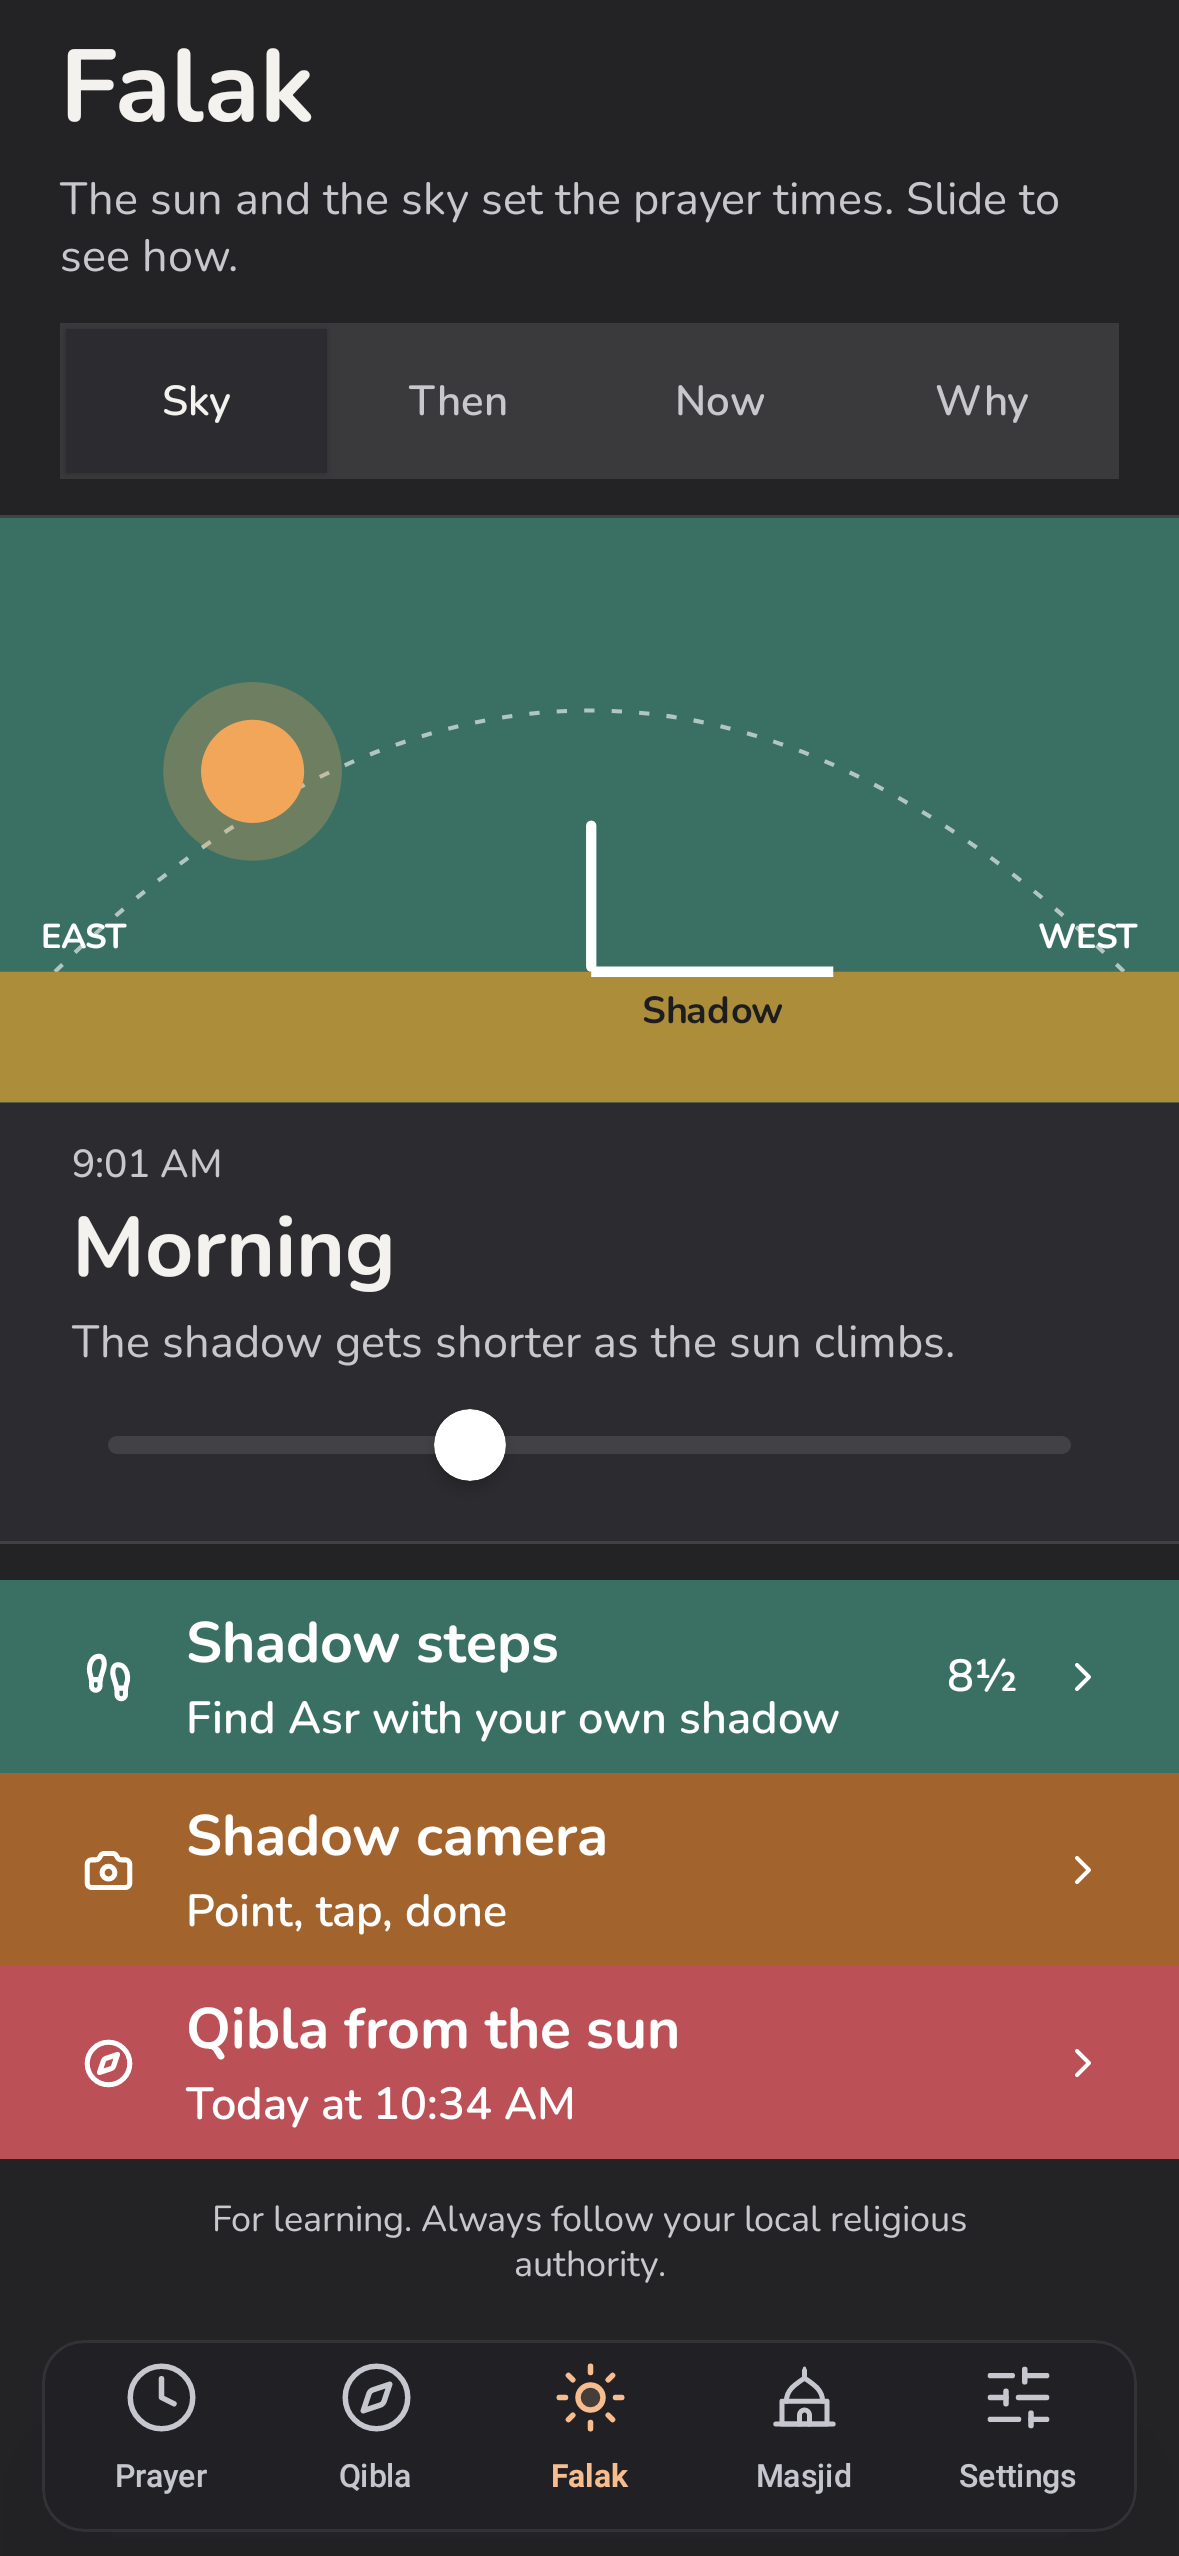 Falak
The sun and the sky set the prayer times. Slide to
see how.
Sky
Then
Now
Why
EAST
WEST
Shadow
9:01 AM
Morning
The shadow gets shorter as the sun climbs.
Shadow steps
Find Asr with your own shadow
8½
Shadow camera
Point, tap, done
Qibla from the sun
Today at 10:34 AM
For learning. Always follow your local religious
authority.
Prayer
Qibla
Falak
Masjid
Settings